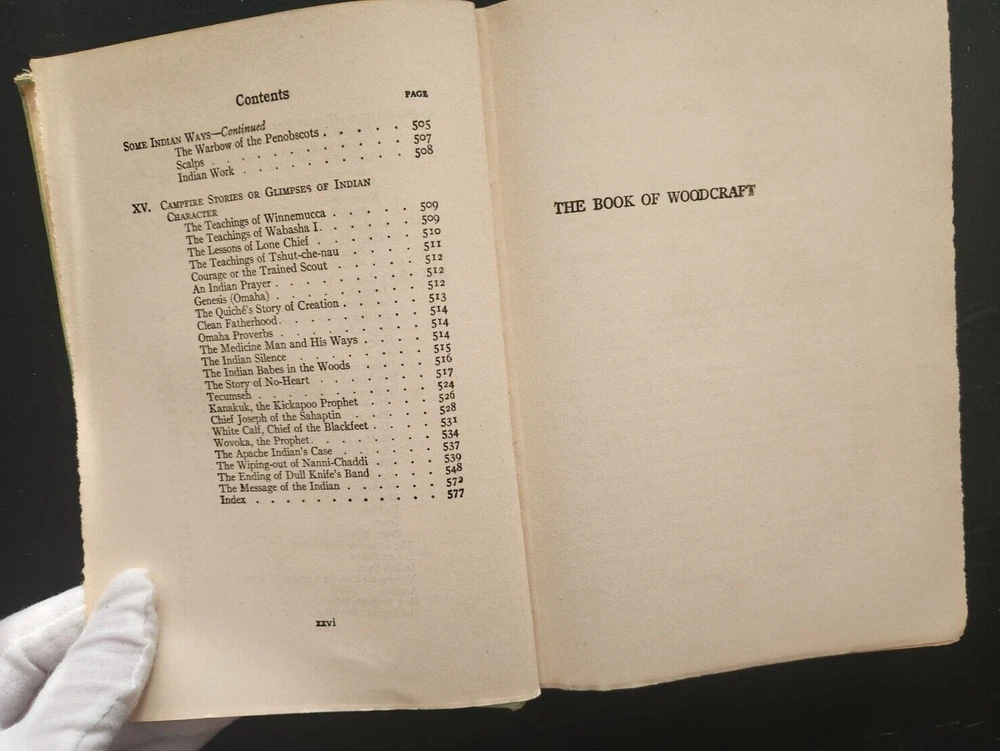 Contents
PAGE
SOME INDIAN WAYS—Continued
The Warbow of the Penobscots . . . . . 505
Scalps . . . . . . . . . . 507
Indian Work . . . . . . . . . 508
XV. CAMPFIRE STORIES OR GLIMPSES OF INDIAN
CHARACTER
The Teachings of Winnemucca . . . . . 509
The Teachings of Wabasha I . . . . . 509
The Lessons of Lone Chief . . . . . 510
The Teachings of Tshut-che-nau . . . . 511
Courage or the Trained Scout . . . . . 512
An Indian Prayer . . . . . . . 512
Genesis (Omaha) . . . . . . . 512
The Quiché's Story of Creation . . . . 513
Clean Fatherhood . . . . . . . 514
Omaha Proverbs . . . . . . . 514
The Medicine Man and His Ways . . . . 514
The Indian Silence . . . . . . 515
The Indian Babes in the Woods . . . . 516
The Story of No-Heart . . . . . . 517
Tecumseh . . . . . . . . 524
Kanakuk, the Kickapoo Prophet . . . . 526
Chief Joseph of the Sahaptin . . . . . 528
White Calf, Chief of the Blackfeet . . . . 531
Wovoka, the Prophet . . . . . . 534
The Apache Indian's Case . . . . . 537
The Wiping-out of Nanni-Chaddi . . . . 539
The Ending of Dull Knife's Band . . . . 548
The Message of the Indian . . . . . 572
Index . . . . . . . . . . 577
xxvi
THE BOOK OF WOODCRAFT